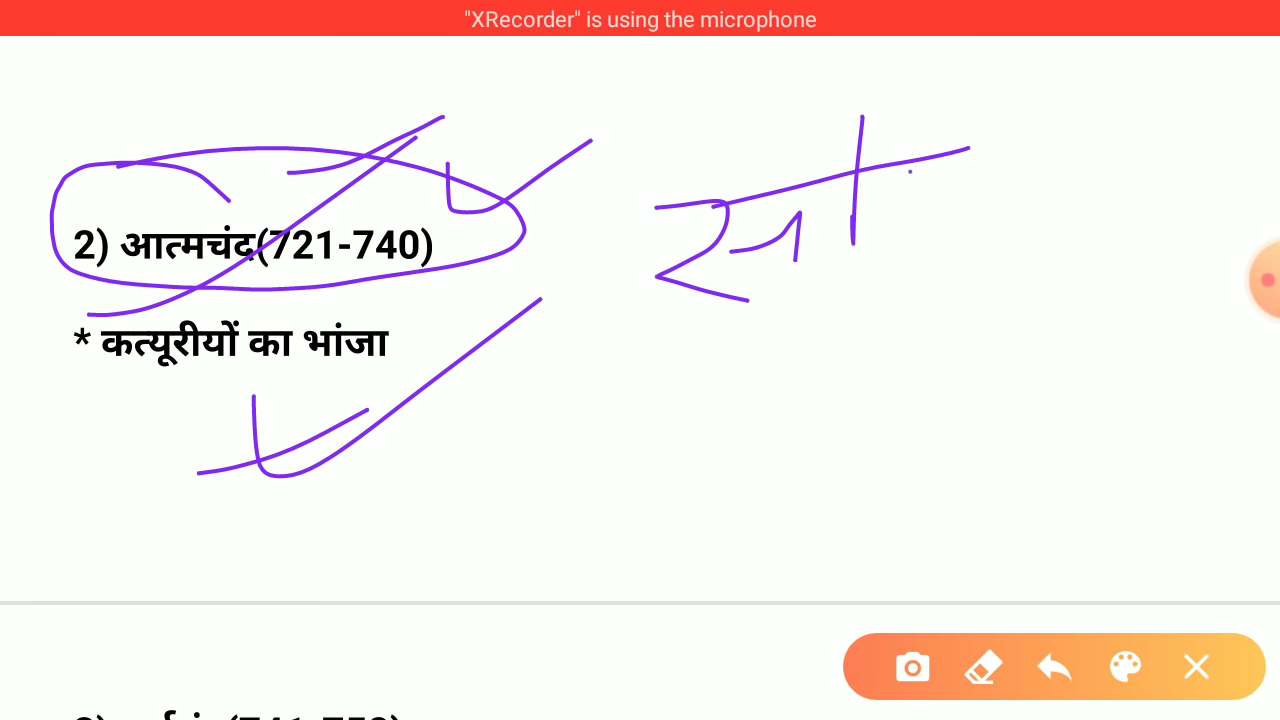 "XRecorder" is using the microphone
2) आत्मचंद(721-740)
* कत्यूरीयों का भांजा